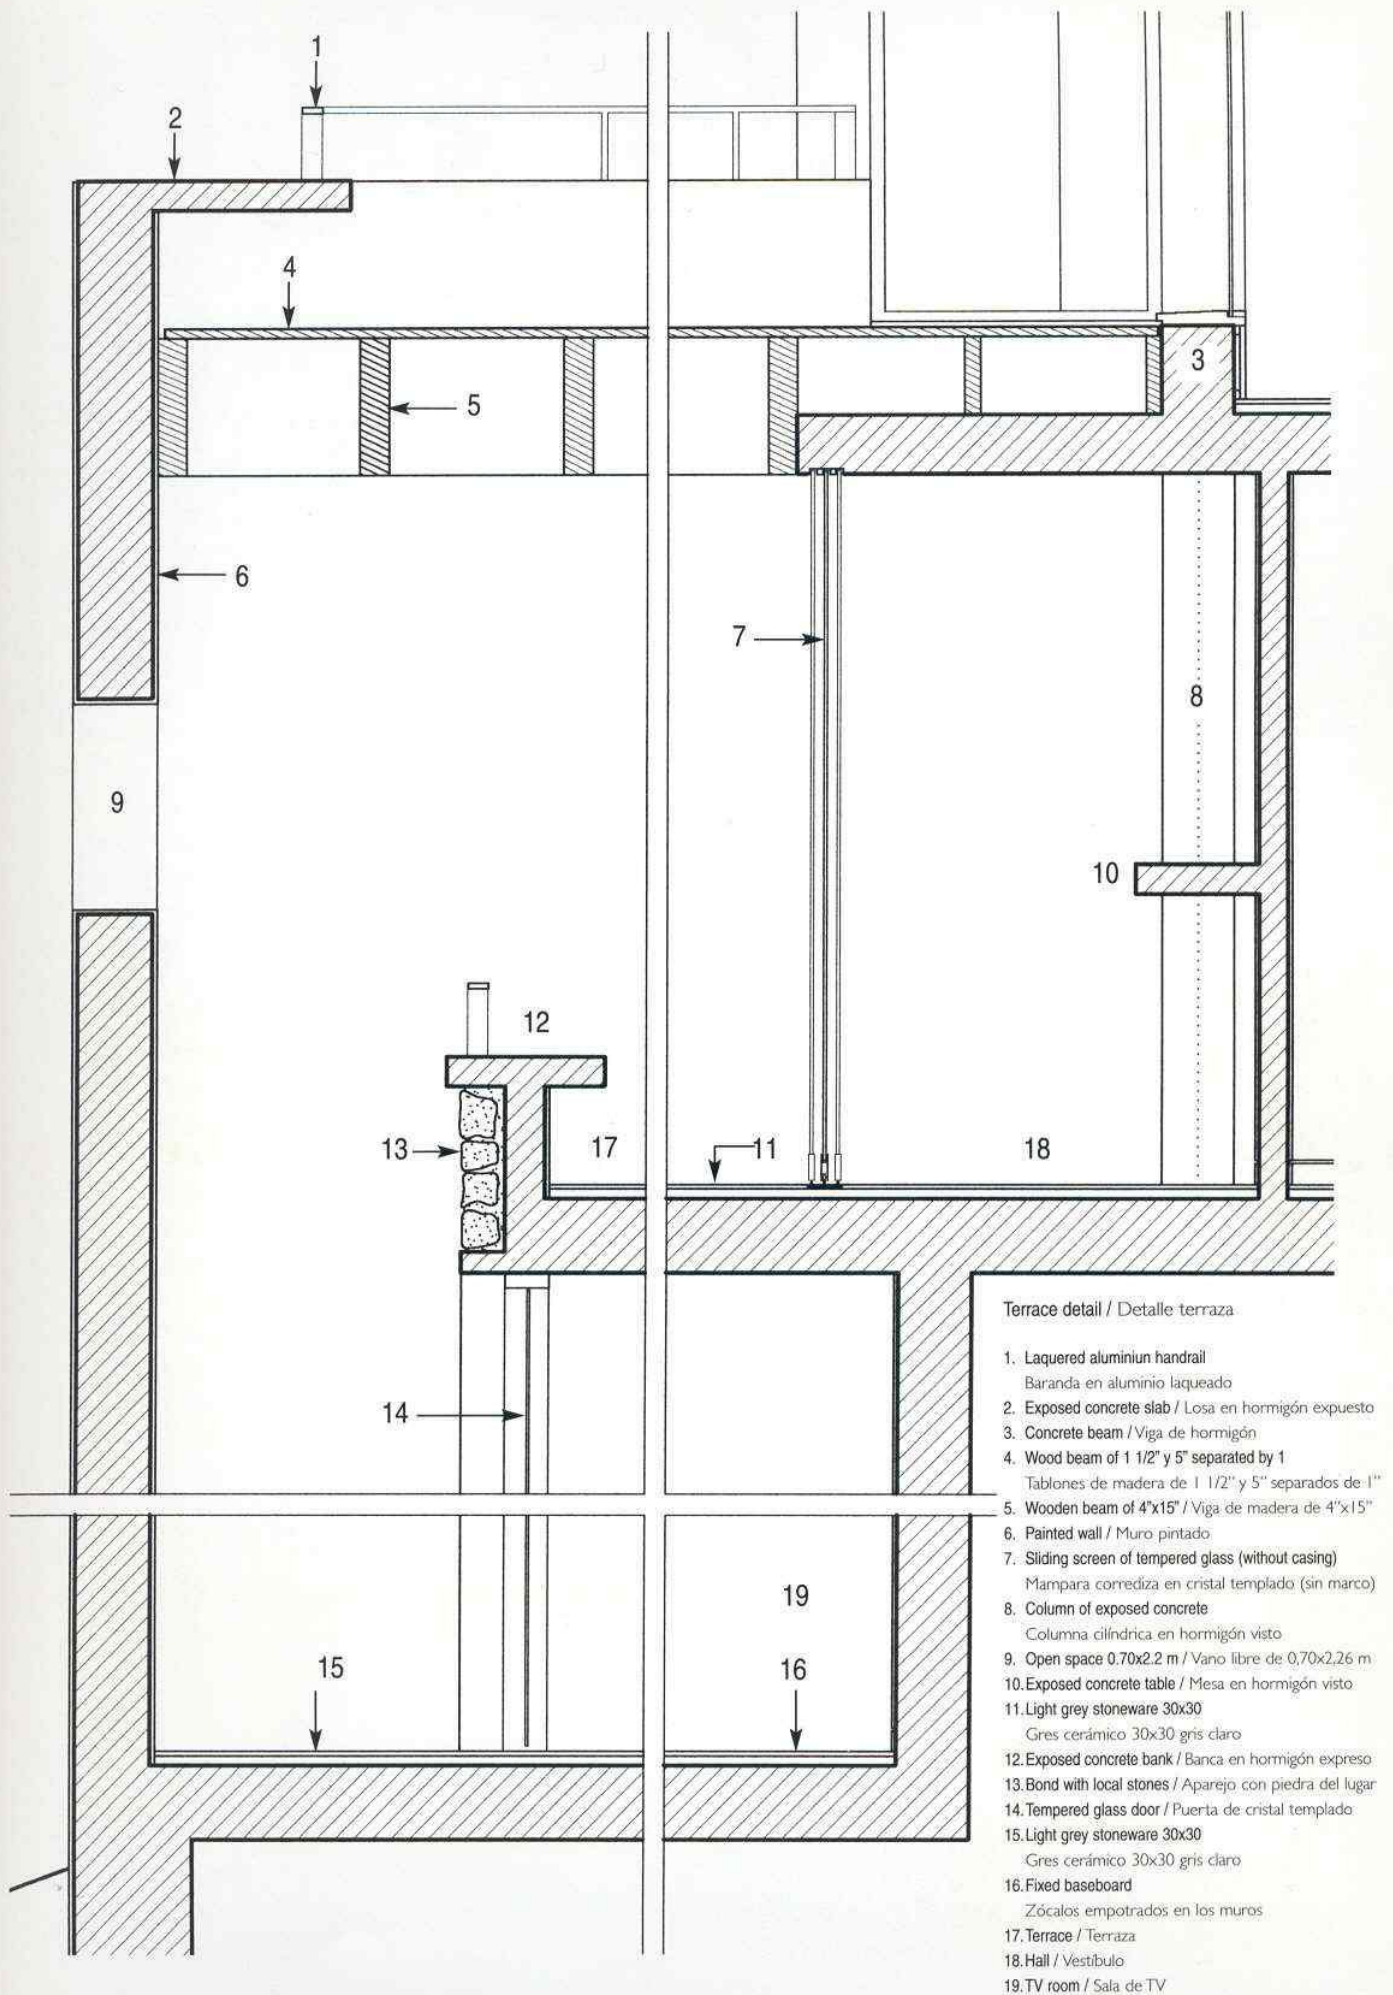 1
2
4
3
5
6
7
8
9
10
12
13
17
11
18
14
19
15
16
Terrace detail / Detalle terraza
1. Laquered aluminiun handrail
Baranda en aluminio laqueado
2. Exposed concrete slab / Losa en hormigón expuesto
3. Concrete beam / Viga de hormigón
4. Wood beam of 1 1/2" y 5" separated by 1
Tablones de madera de 1 1/2" y 5" separados de 1"
5. Wooden beam of 4"x15" / Viga de madera de 4"x15"
6. Painted wall / Muro pintado
7. Sliding screen of tempered glass (without casing)
Mampara corrediza en cristal templado (sin marco)
8. Column of exposed concrete
Columna cilíndrica en hormigón visto
9. Open space 0.70x2.2 m / Vano libre de 0,70x2,26 m
10. Exposed concrete table / Mesa en hormigón visto
11. Light grey stoneware 30x30
Gres cerámico 30x30 gris claro
12. Exposed concrete bank / Banca en hormigón expreso
13. Bond with local stones / Aparejo con piedra del lugar
14. Tempered glass door / Puerta de cristal templado
15. Light grey stoneware 30x30
Gres cerámico 30x30 gris claro
16. Fixed baseboard
Zócalos empotrados en los muros
17. Terrace / Terraza
18. Hall / Vestíbulo
19. TV room / Sala de TV